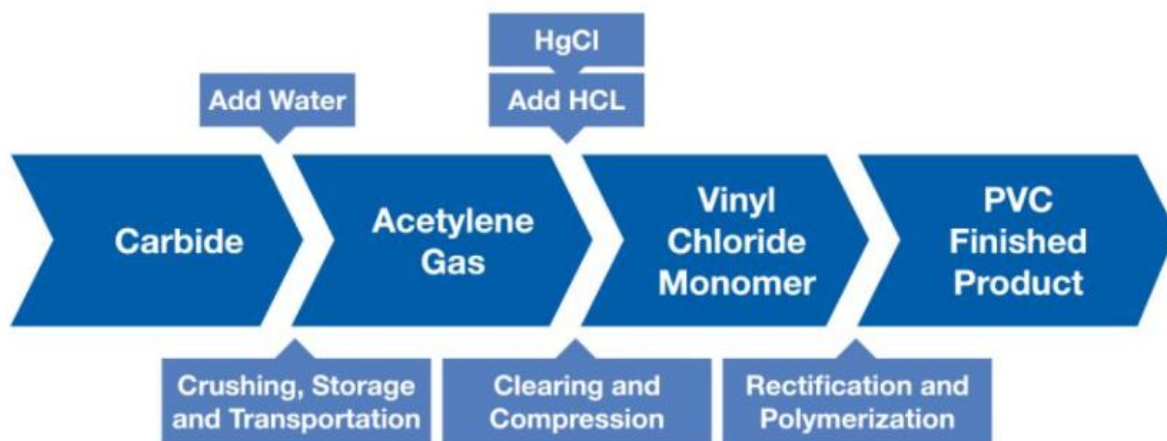 HgCl
Add Water
Add HCL
Carbide
Acetylene
Gas
Vinyl
Chloride
Monomer
PVC
Finished
Product
Crushing, Storage
and Transportation
Clearing and
Compression
Rectification and
Polymerization